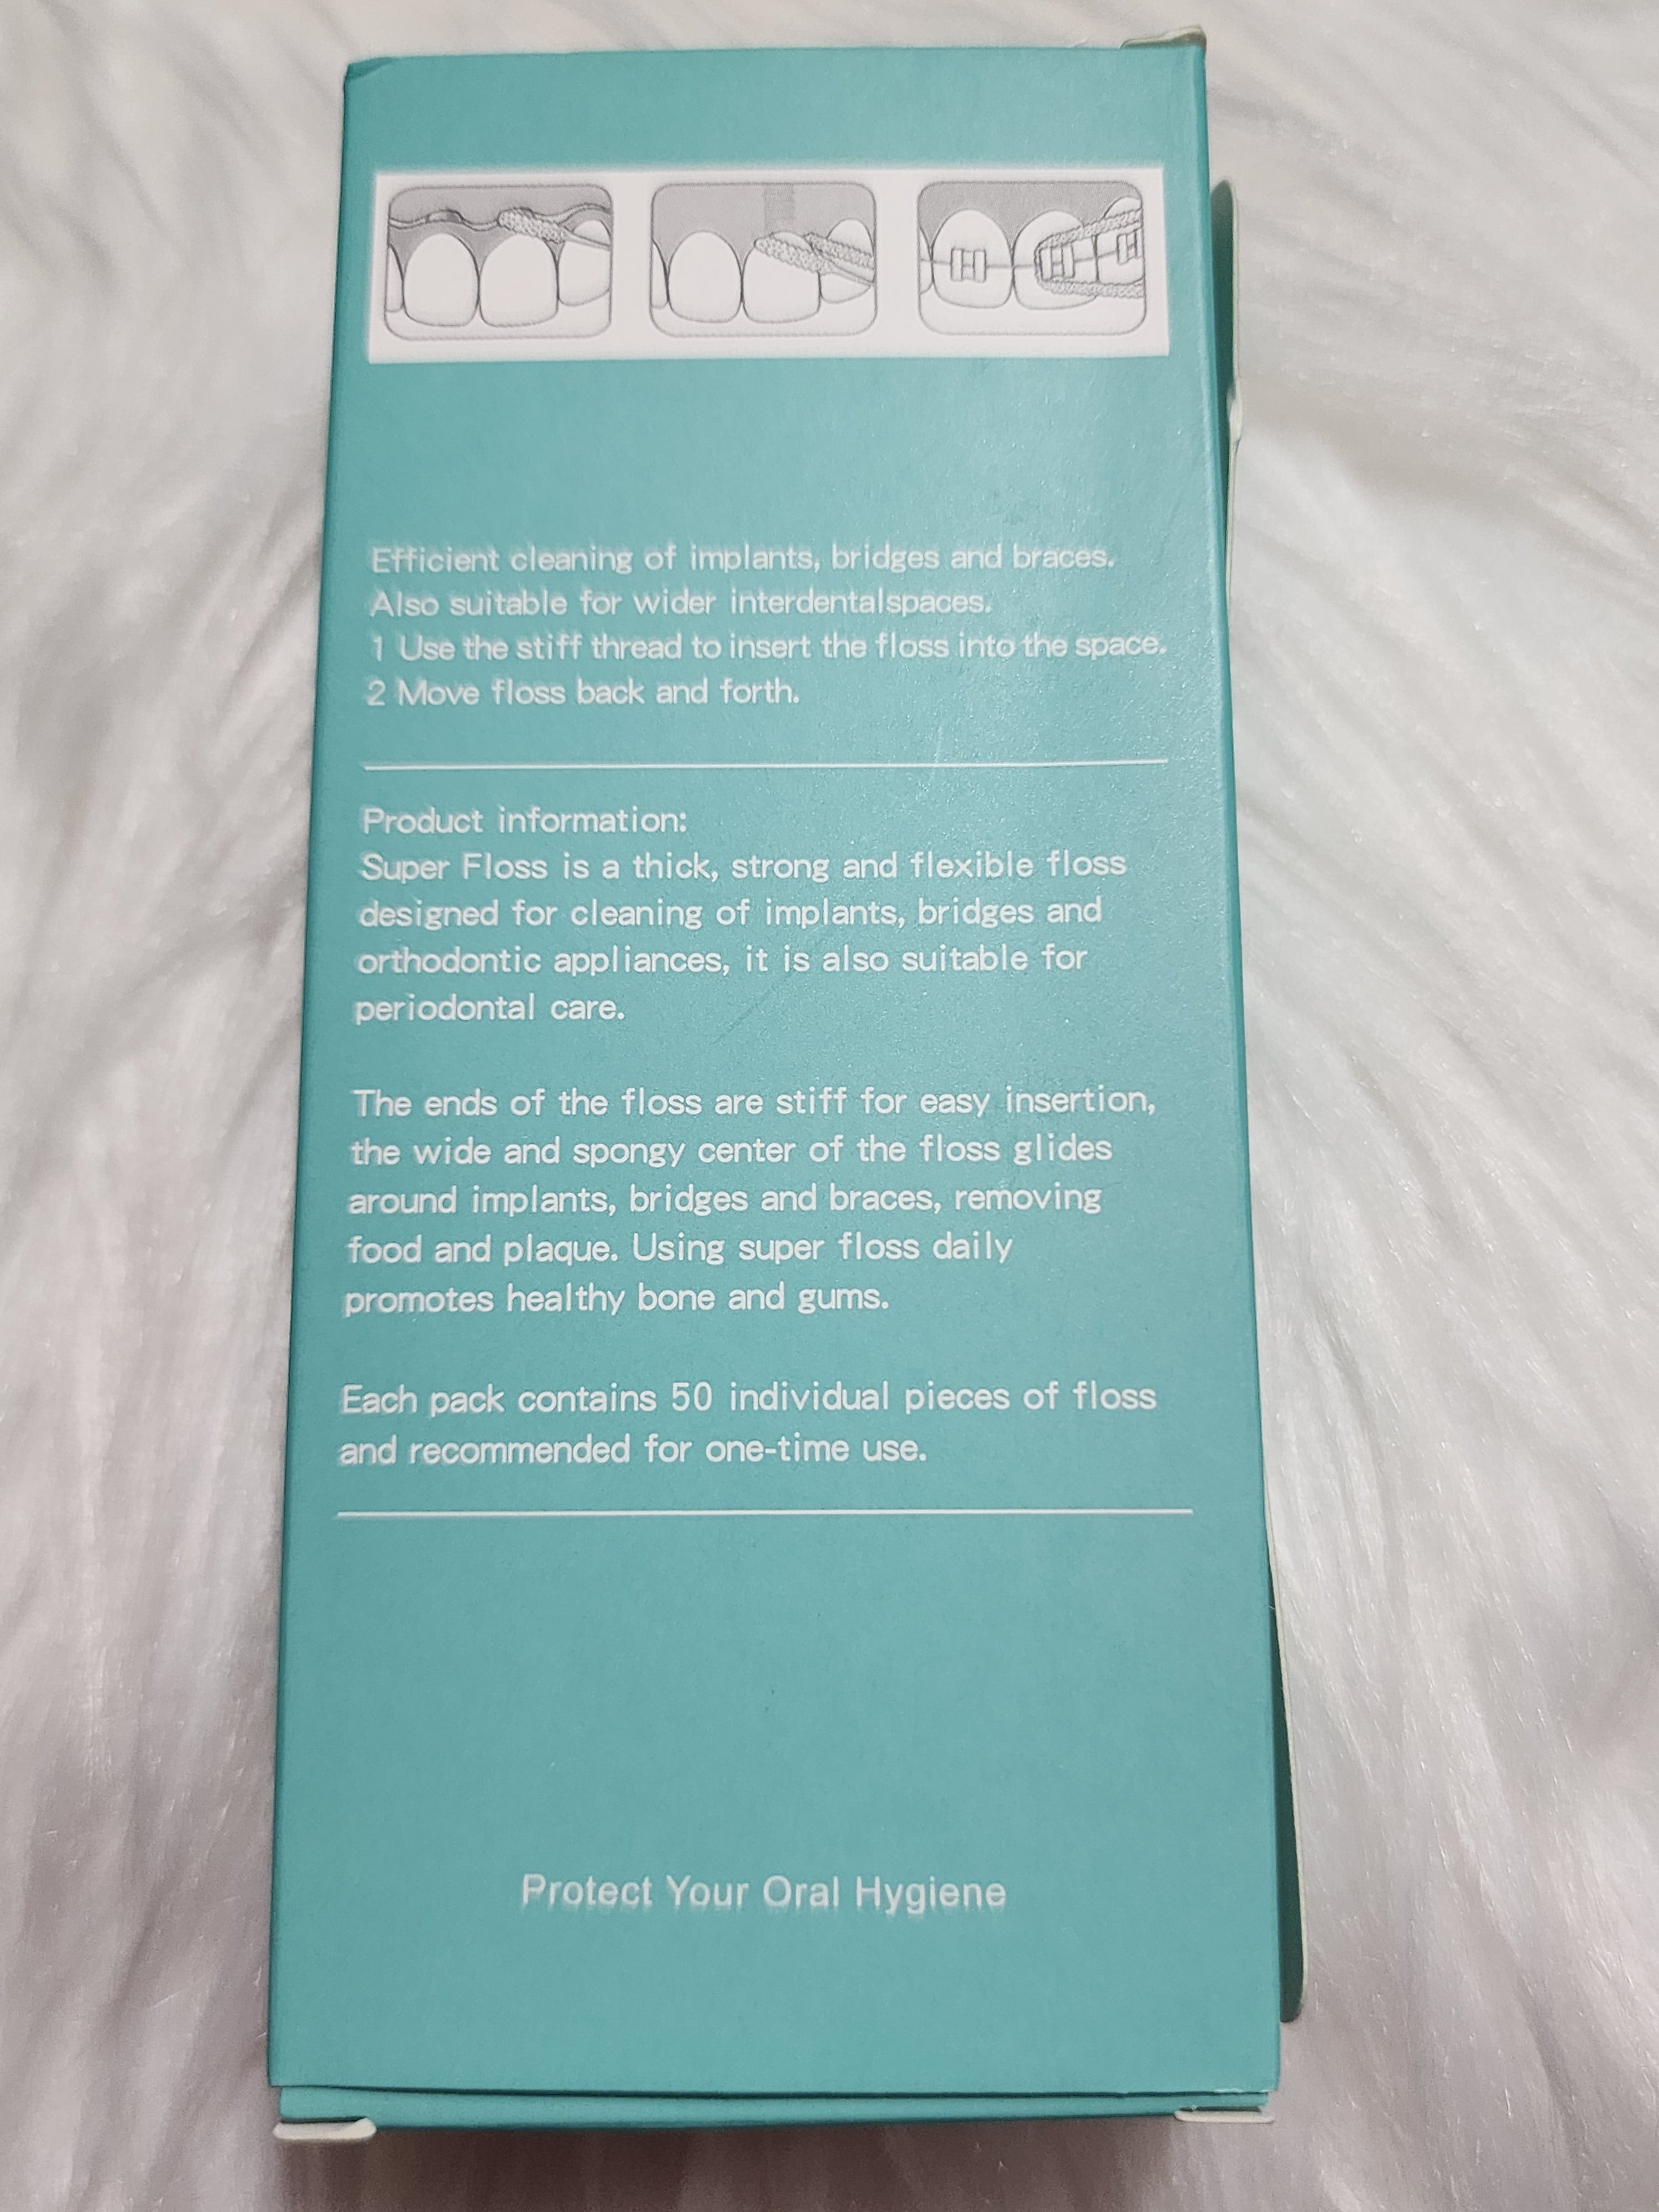 Efficient cleaning of implants, bridges and braces.
Also suitable for wider interdentalspaces.
1 Use the stiff thread to insert the floss into the space.
2 Move floss back and forth.
Product information:
Super Floss is a thick, strong and flexible floss
designed for cleaning of implants, bridges and
orthodontic appliances, it is also suitable for
periodontal care.
The ends of the floss are stiff for easy insertion,
the wide and spongy center of the floss glides
around implants, bridges and braces, removing
food and plaque. Using super floss daily
promotes healthy bone and gums.
Each pack contains 50 individual pieces of floss
and recommended for one-time use.
Protect Your Oral Hygiene